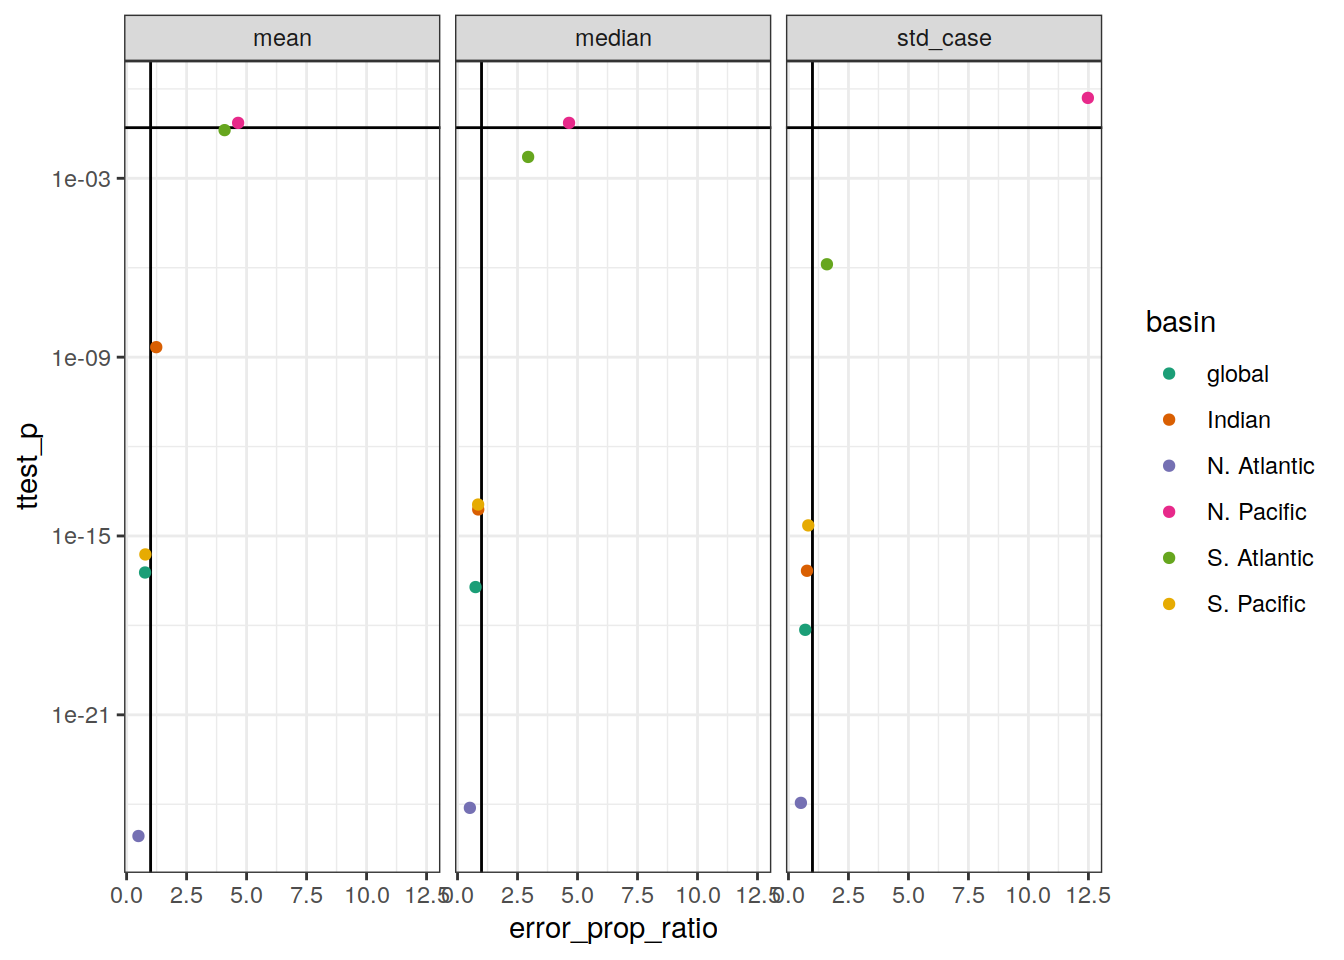 mean
median
std_case
1e-03
1e-09
1e-15
1e-21
ttest_p
0.0 2.5 5.0 7.5 10.0 12.5
0.0 2.5 5.0 7.5 10.0 12.5
0.0 2.5 5.0 7.5 10.0 12.5
error_prop_ratio
basin
global
Indian
N. Atlantic
N. Pacific
S. Atlantic
S. Pacific